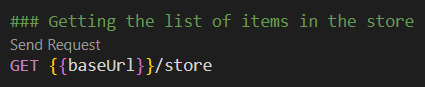 ### Getting the list of items in the store
Send Request
GET {{baseUrl}}/store